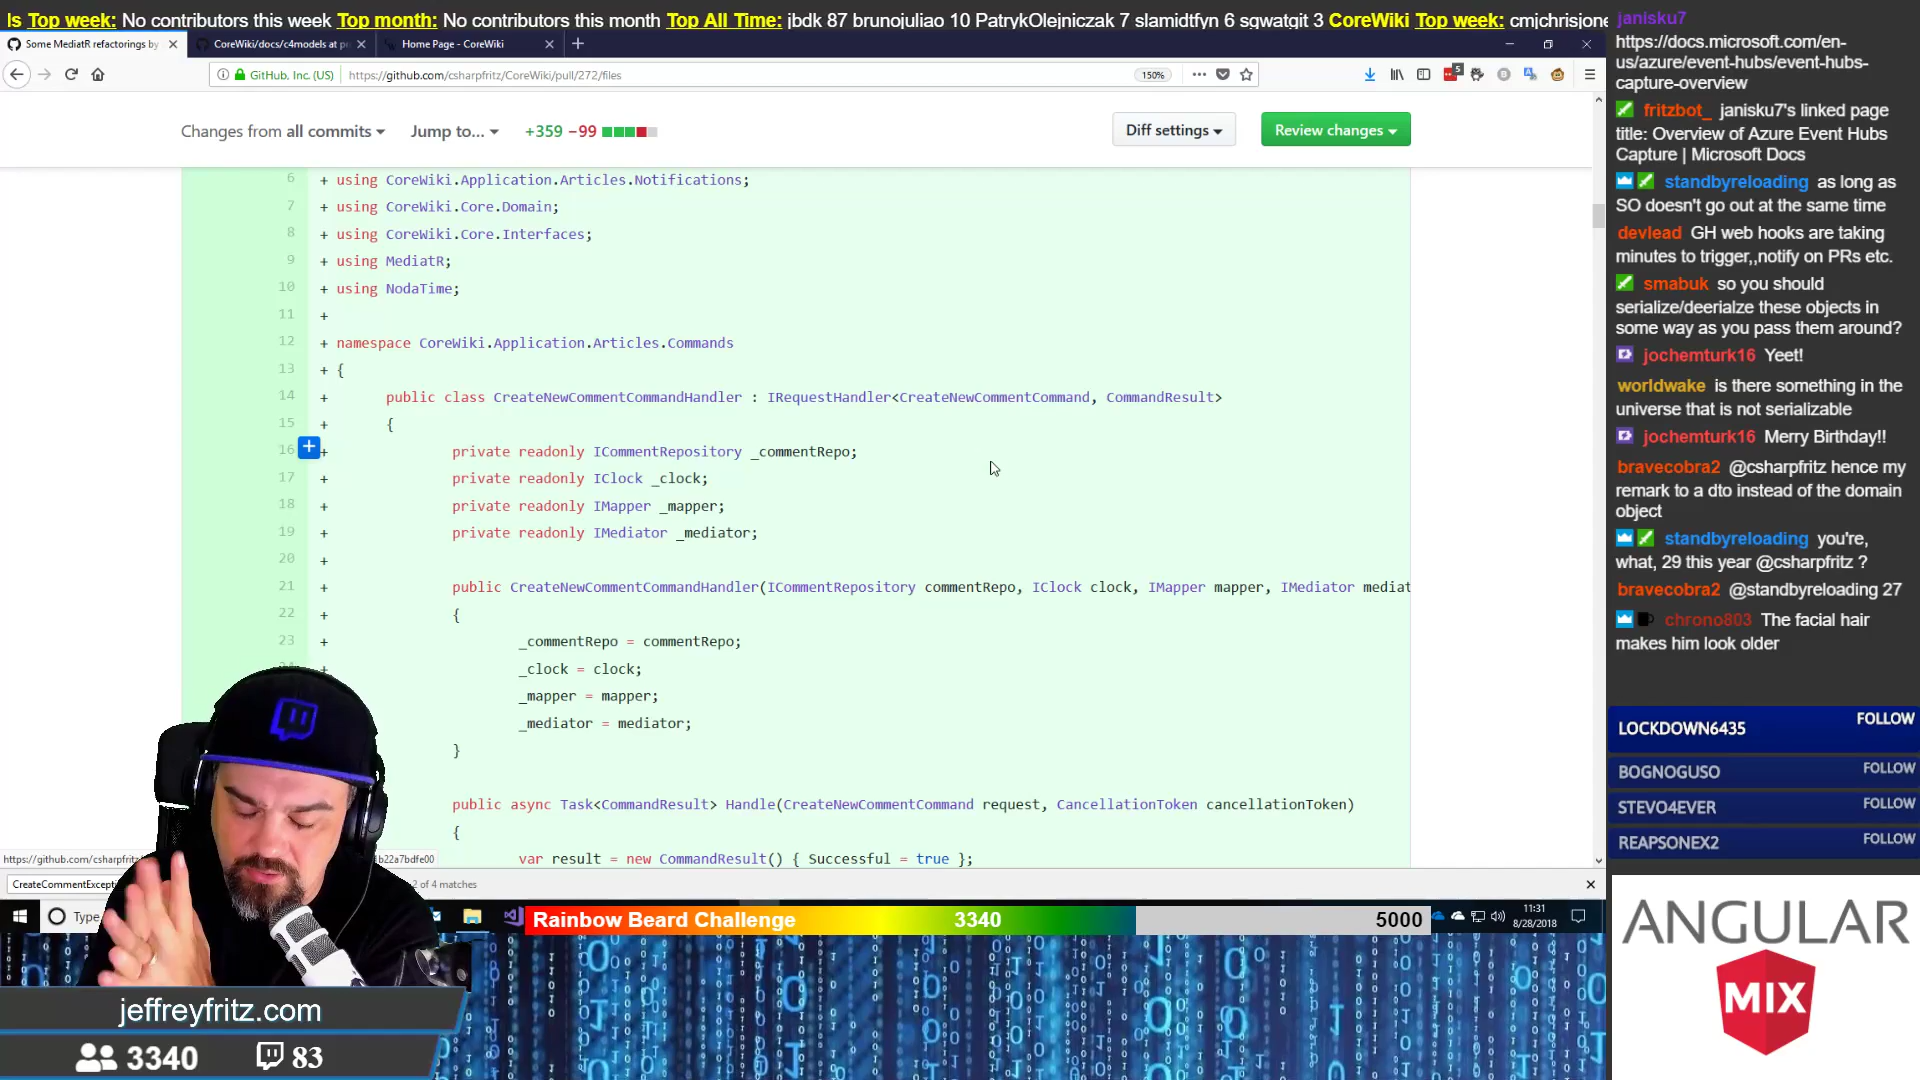 ls Top week: No contributors this week Top month: No contributors this month Top All Time: jbdk 87 brunojuliao 10 PatrykOlejniczak 7 slamidtfyn 6 sgwatgit 3 CoreWiki Top week: cmjchrisjone
Some MediatR refactorings by
CoreWiki/docs/c4models at pr
Home Page - CoreWiki
GitHub, Inc. (US)
https://github.com/csharpfritz/CoreWiki/pull/272/files
150%
5
Changes from all commits
Jump to...
+359 −99
Diff settings
Review changes
6 + using CoreWiki.Application.Articles.Notifications;
7 + using CoreWiki.Core.Domain;
8 + using CoreWiki.Core.Interfaces;
9 + using MediatR;
10 + using NodaTime;
11 +
12 + namespace CoreWiki.Application.Articles.Commands
13 + {
14 + public class CreateNewCommentCommandHandler : IRequestHandler<CreateNewCommentCommand, CommandResult>
15 + {
16 + private readonly ICommentRepository _commentRepo;
17 + private readonly IClock _clock;
18 + private readonly IMapper _mapper;
19 + private readonly IMediator _mediator;
20 +
21 + public CreateNewCommentCommandHandler(ICommentRepository commentRepo, IClock clock, IMapper mapper, IMediator mediat
22 + {
23 + _commentRepo = commentRepo;
_clock = clock;
_mapper = mapper;
_mediator = mediator;
}
public async Task<CommandResult> Handle(CreateNewCommentCommand request, CancellationToken cancellationToken)
{
var result = new CommandResult() { Successful = true };
https://github.com/csharpfritz
b22a7bdfe00
CreateCommentExcepti
2 of 4 matches
Type
11:31
8/28/2018
Rainbow Beard Challenge 3340 5000
jeffreyfritz.com
3340
83
janisku7
https://docs.microsoft.com/en-
us/azure/event-hubs/event-hubs-
capture-overview
fritzbot_ janisku7's linked page
title: Overview of Azure Event Hubs
Capture | Microsoft Docs
standbyreloading as long as
SO doesn't go out at the same time
devlead GH web hooks are taking
minutes to trigger,,notify on PRs etc.
smabuk so you should
serialize/deerialze these objects in
some way as you pass them around?
jochemturk16 Yeet!
worldwake is there something in the
universe that is not serializable
jochemturk16 Merry Birthday!!
bravecobra2 @csharpfritz hence my
remark to a dto instead of the domain
object
standbyreloading you're,
what, 29 this year @csharpfritz ?
bravecobra2 @standbyreloading 27
chrono803 The facial hair
makes him look older
LOCKDOWN6435 FOLLOW
BOGNOGUSO FOLLOW
STEVO4EVER FOLLOW
REAPSONEX2 FOLLOW
ANGULAR
MIX